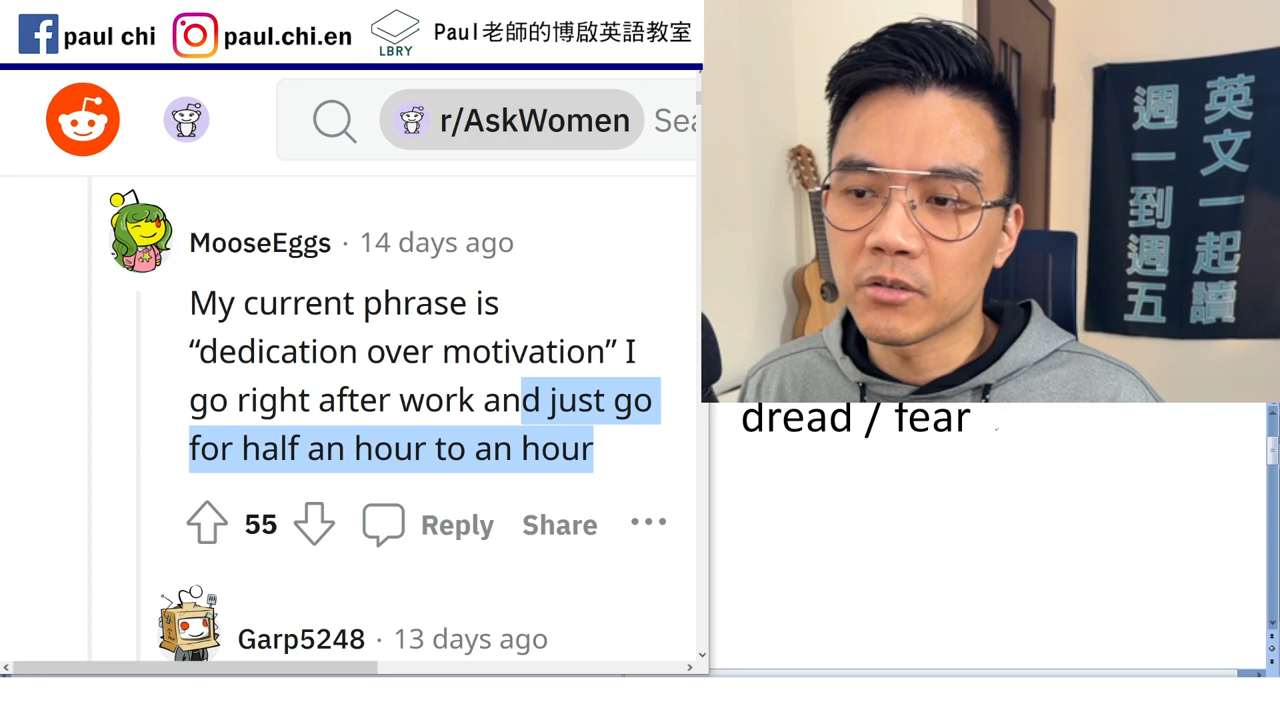 paul chi
paul.chi.en
LBRY
Paul老師的博啟英語教室
r/AskWomen
Sea
MooseEggs · 14 days ago
My current phrase is
“dedication over motivation” I
go right after work and just go
for half an hour to an hour
55
Reply
Share
Garp5248 · 13 days ago
英文一起讀
週一到週五
dread / fear